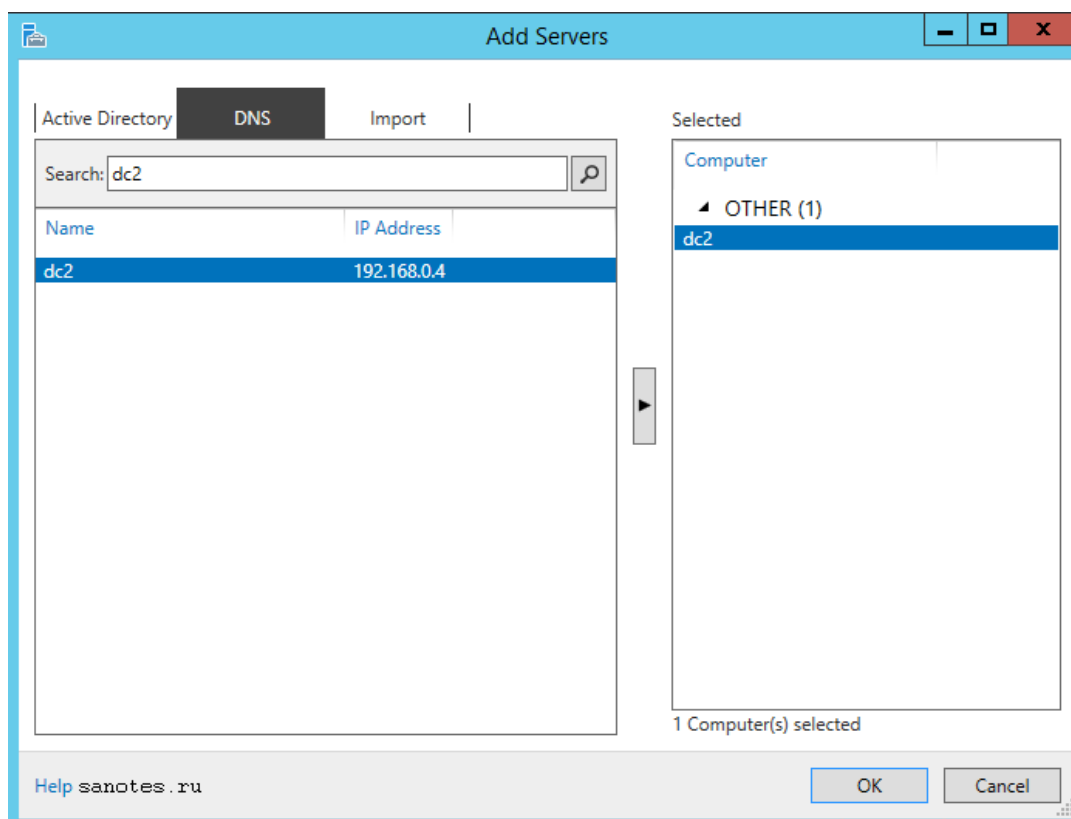 Add Servers
Active Directory DNS Import
Search: dc2
Name IP Address
dc2 192.168.0.4
Selected
Computer
OTHER (1)
dc2
1 Computer(s) selected
Help sanotes.ru
OK Cancel